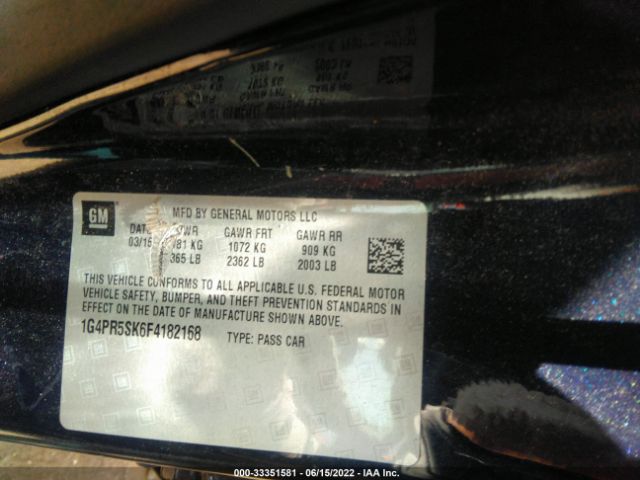 GM
MFD BY GENERAL MOTORS LLC
DATE GAWR FRT GAWR RR
03/15 81 KG 1072 KG 909 KG
365 LB 2362 LB 2003 LB
THIS VEHICLE CONFORMS TO ALL APPLICABLE U.S. FEDERAL MOTOR
VEHICLE SAFETY, BUMPER, AND THEFT PREVENTION STANDARDS IN
EFFECT ON THE DATE OF MANUFACTURE SHOWN ABOVE.
1G4PR5SK6F4182168 TYPE: PASS CAR
000-33351581 - 06/15/2022 - IAA Inc.